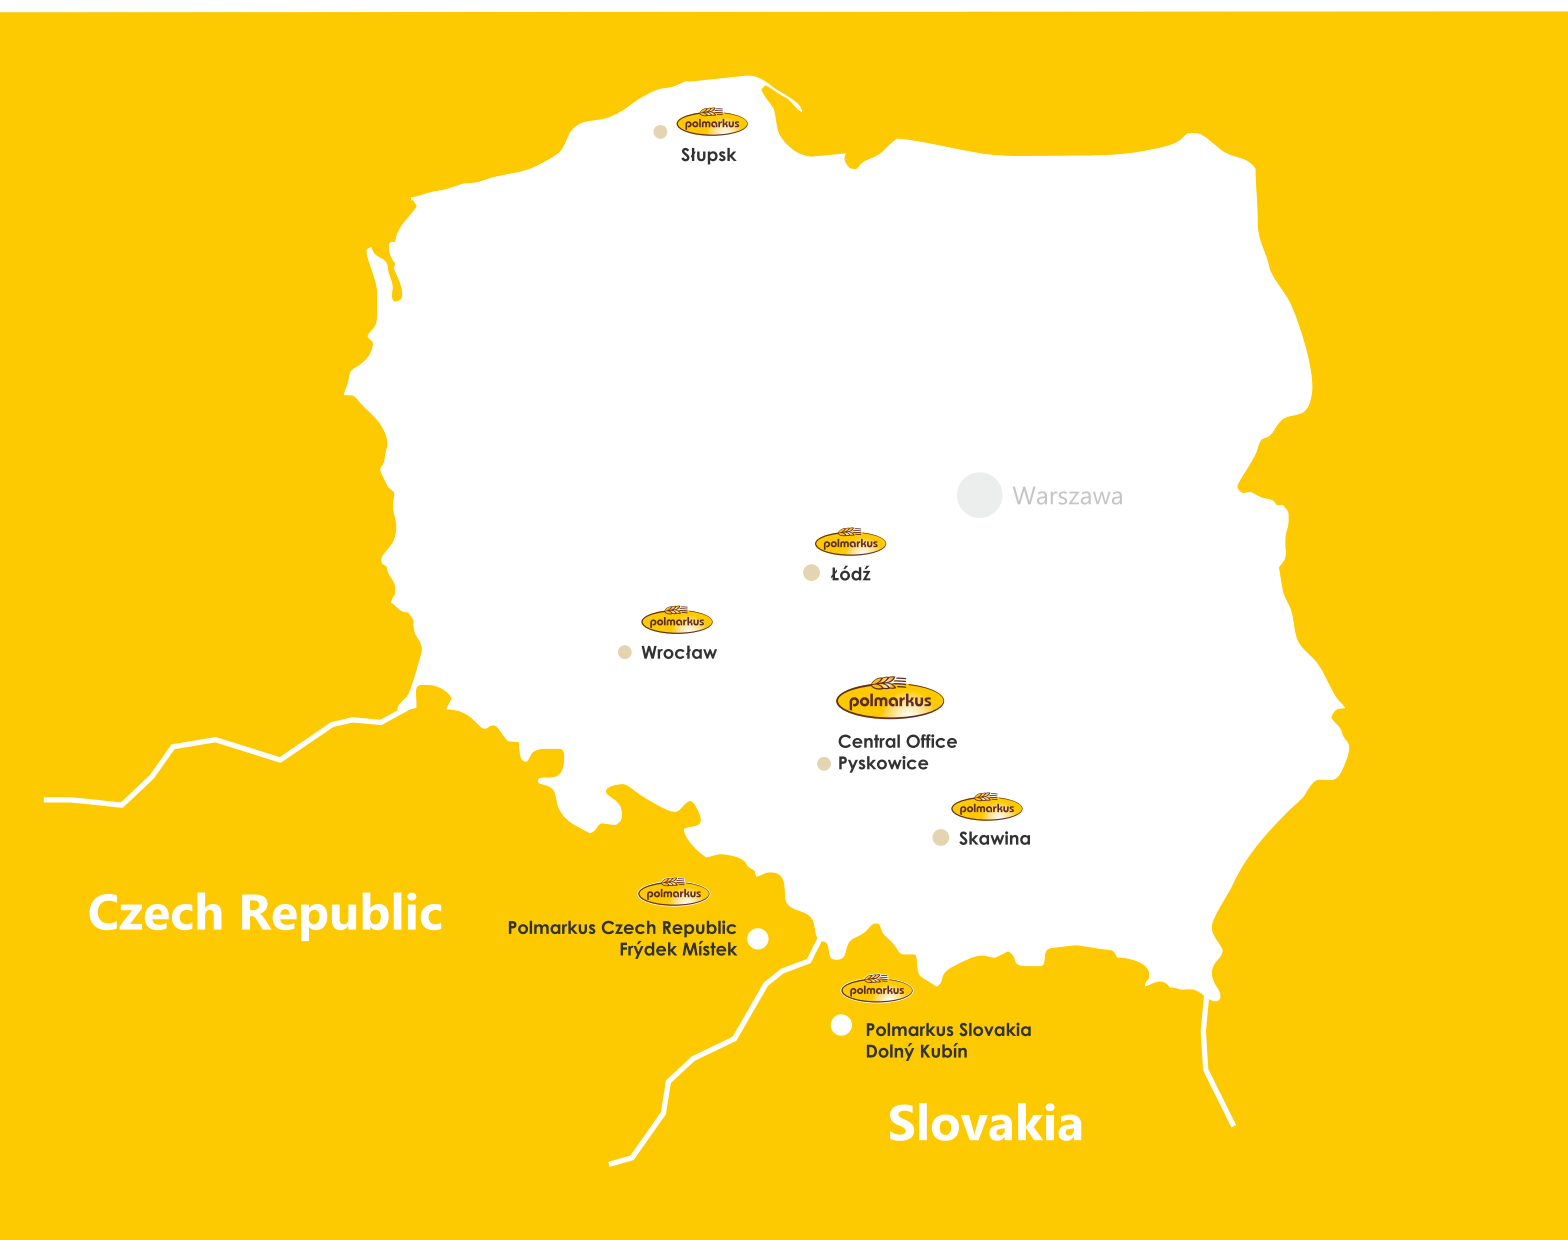 polmarkus
Słupsk
Warszawa
polmarkus
Łódź
polmarkus
Wrocław
polmarkus
Central Office
Pyskowice
polmarkus
Skawina
Czech Republic
polmarkus
Polmarkus Czech Republic
Frýdek Místek
polmarkus
Polmarkus Slovakia
Dolný Kubín
Slovakia